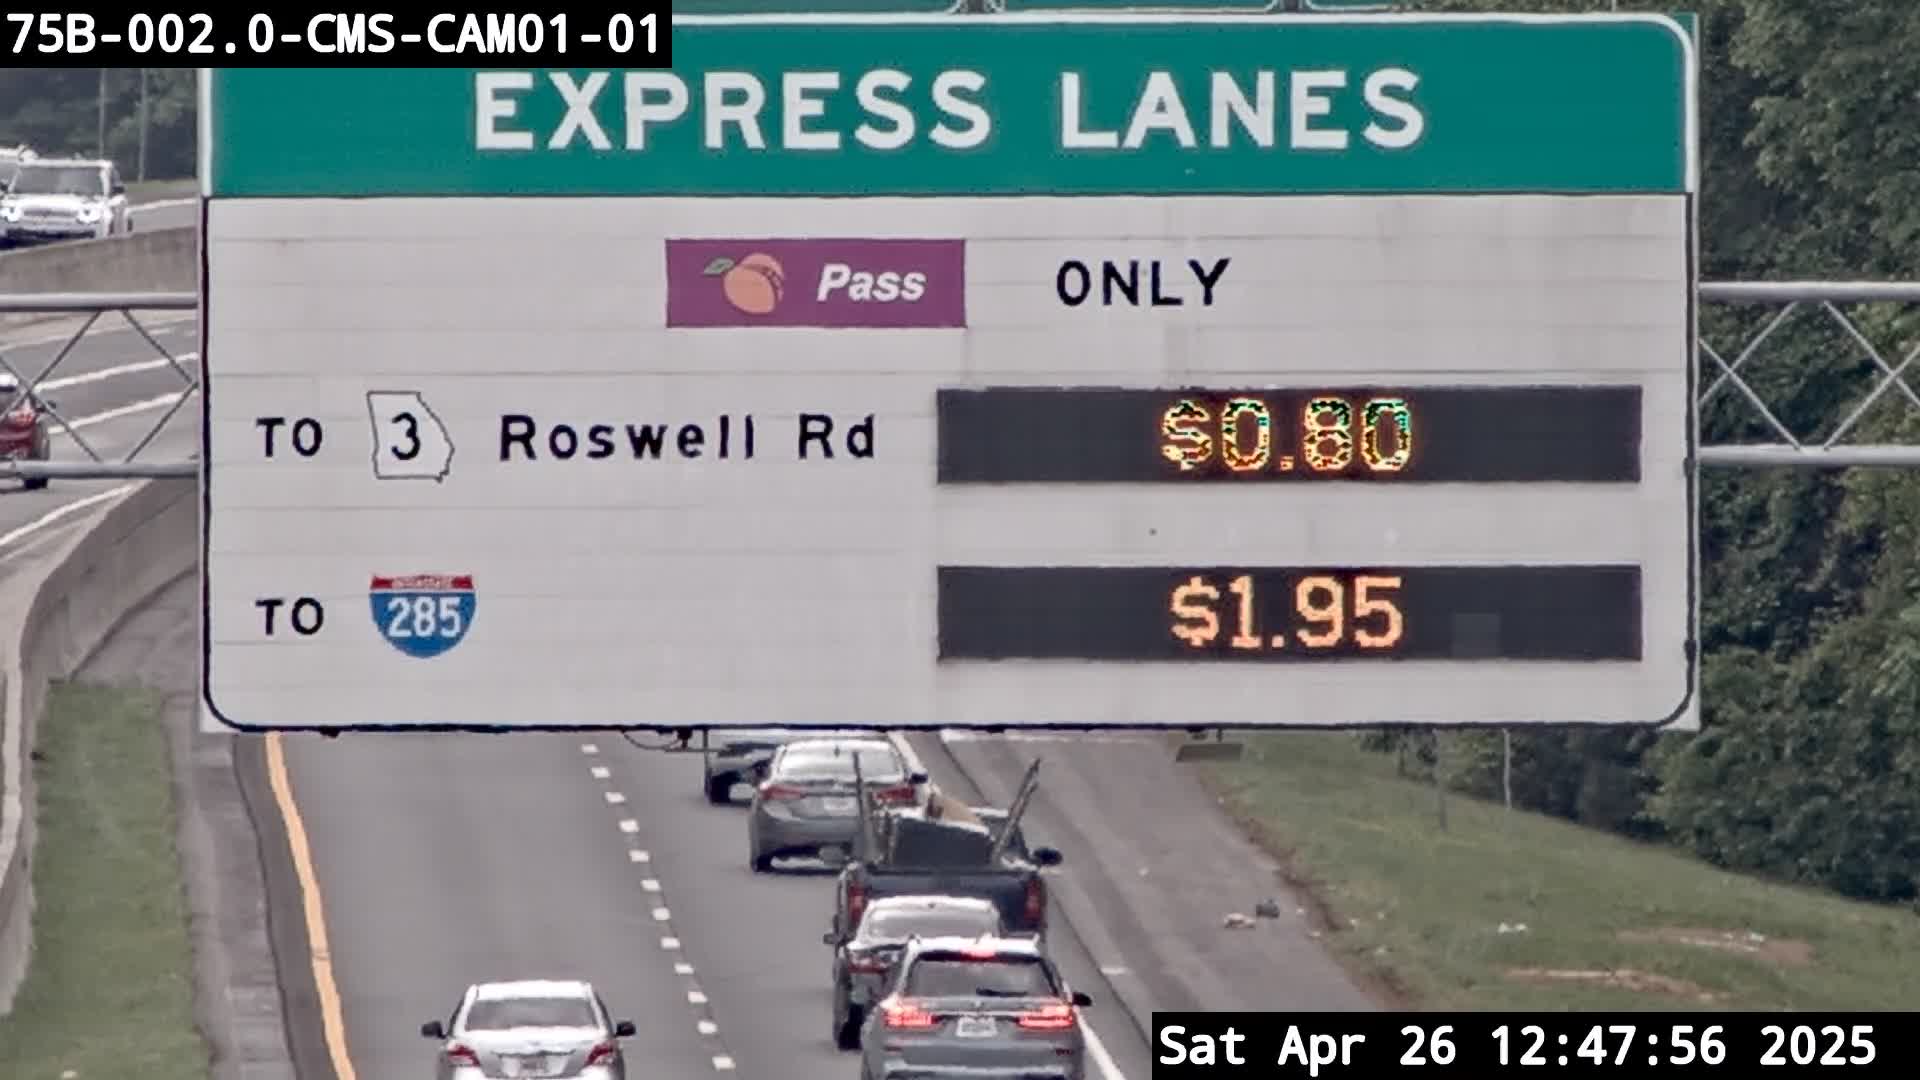 75B-002.0-CMS-CAM01-01
EXPRESS LANES
Pass ONLY
TO 3 Roswell Rd $0.80
TO 285 $1.95
Sat Apr 26 12:47:56 2025